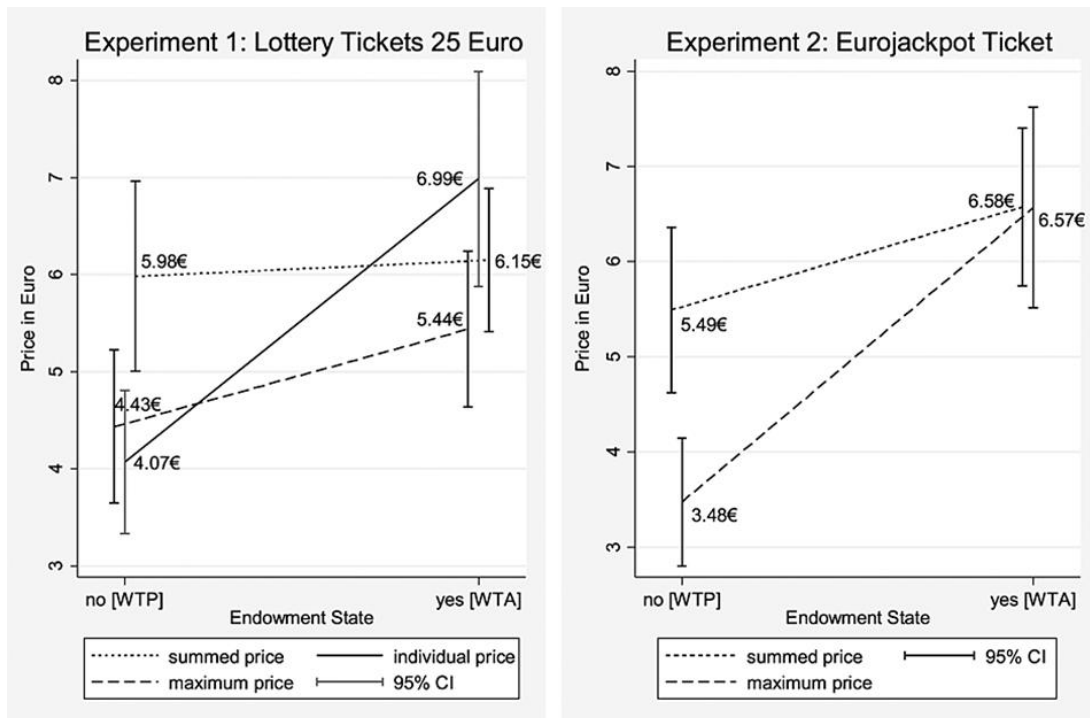 Experiment 1: Lottery Tickets 25 Euro
8
7
6
5
4
3
Price in Euro
6.99€
5.98€
6.15€
5.44€
4.43€
4.07€
no [WTP]
yes [WTA]
Endowment State
summed price
individual price
maximum price
95% CI
Experiment 2: Eurojackpot Ticket
8
7
6
5
4
3
Price in Euro
6.58€
6.57€
5.49€
3.48€
no [WTP]
yes [WTA]
Endowment State
summed price
95% CI
maximum price